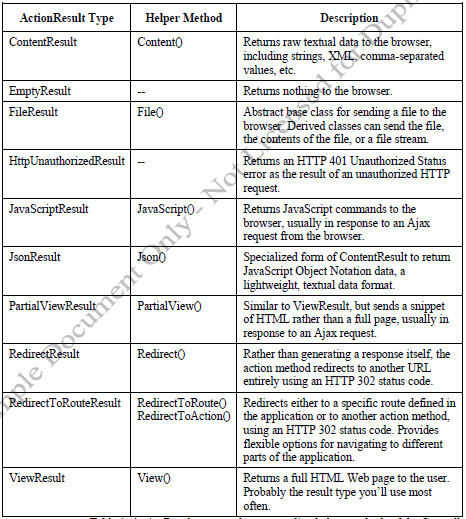 ActionResult Type Helper Method Description
ContentResult Content() Returns raw textual data to the browser,
including strings, XML, comma-separated
values, etc.
EmptyResult -- Returns nothing to the browser.
FileResult File() Abstract base class for sending a file to the
browser. Derived classes can send the file,
the contents of the file, or a file stream.
HttpUnauthorizedResult -- Returns an HTTP 401 Unauthorized Status
error as the result of an unauthorized HTTP
request.
JavaScriptResult JavaScript() Returns JavaScript commands to the
browser, usually in response to an Ajax
request from the browser.
JsonResult Json() Specialized form of ContentResult to return
JavaScript Object Notation data, a
lightweight, textual data format.
PartialViewResult PartialView() Similar to ViewResult, but sends a snippet
of HTML rather than a full page, usually in
response to an Ajax request.
RedirectResult Redirect() Rather than generating a response itself, the
action method redirects to another URL
entirely using an HTTP 302 status code.
RedirectToRouteResult RedirectToRoute() Redirects either to a specific route defined in
RedirectToAction() the application or to another action method,
using an HTTP 302 status code. Provides
flexible options for navigating to different
parts of the application.
ViewResult View() Returns a full HTML Web page to the user.
Probably the result type you'll use most
often.
Document Only - Not Licensed for